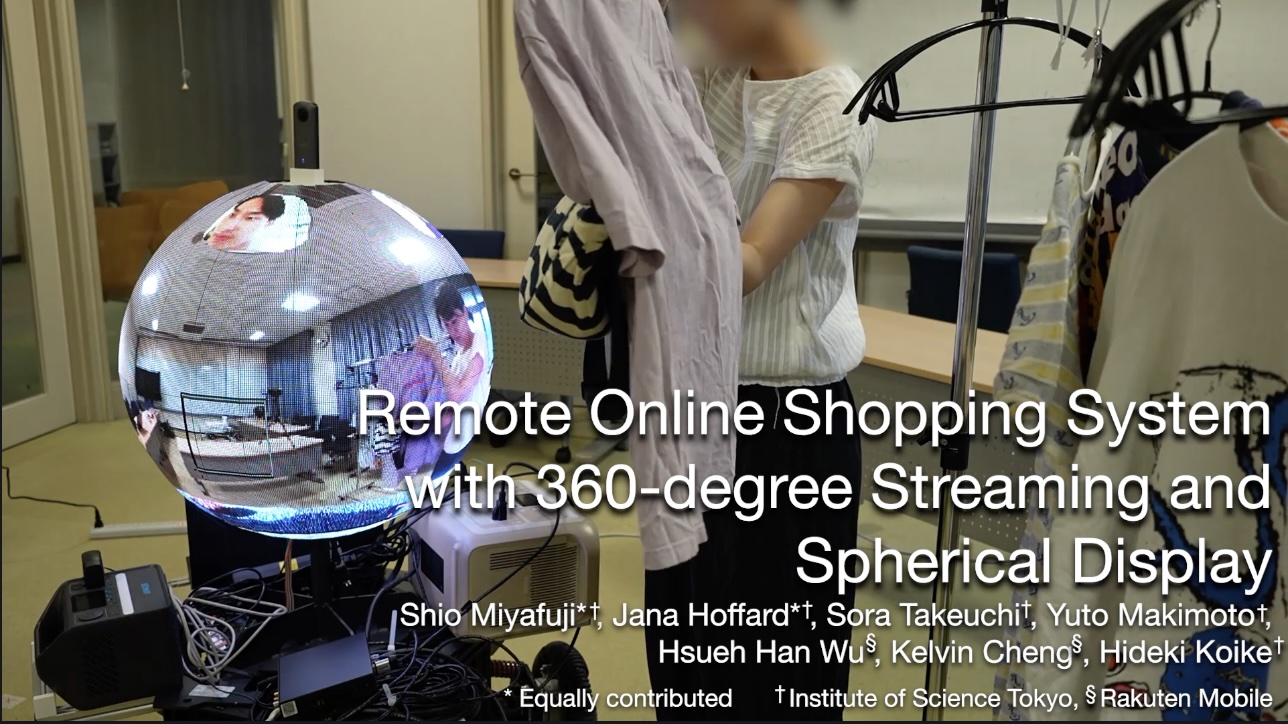 Remote Online Shopping System
with 360-degree Streaming and
Spherical Display
Shio Miyafuji*†, Jana Hoffard*†, Sora Takeuchi†, Yuto Makimoto†,
Hsueh Han Wu§, Kelvin Cheng§, Hideki Koike†
* Equally contributed †Institute of Science Tokyo, §Rakuten Mobile